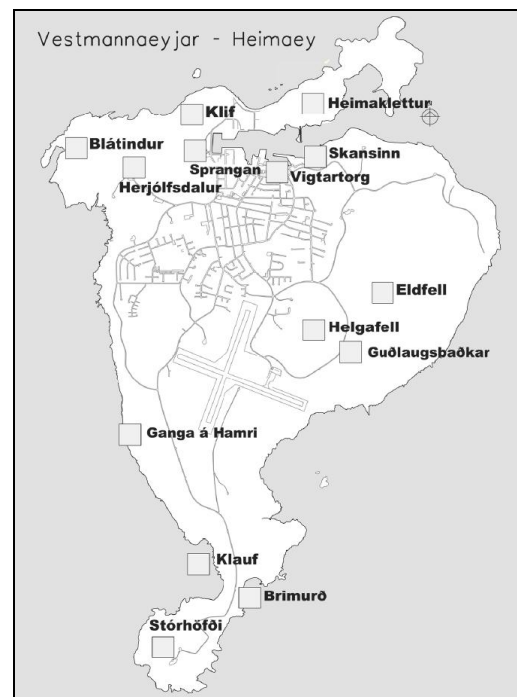 Vestmannaeyjar - Heimaey
Heimaklettur
Klif
Blátindur
Sprangan
Skansinn
Herjólfsdalur
Vigtartorg
Eldfell
Helgafell
Guðlaugsbaðkar
Ganga á Hamri
Klauf
Brimurð
Stórhöfði